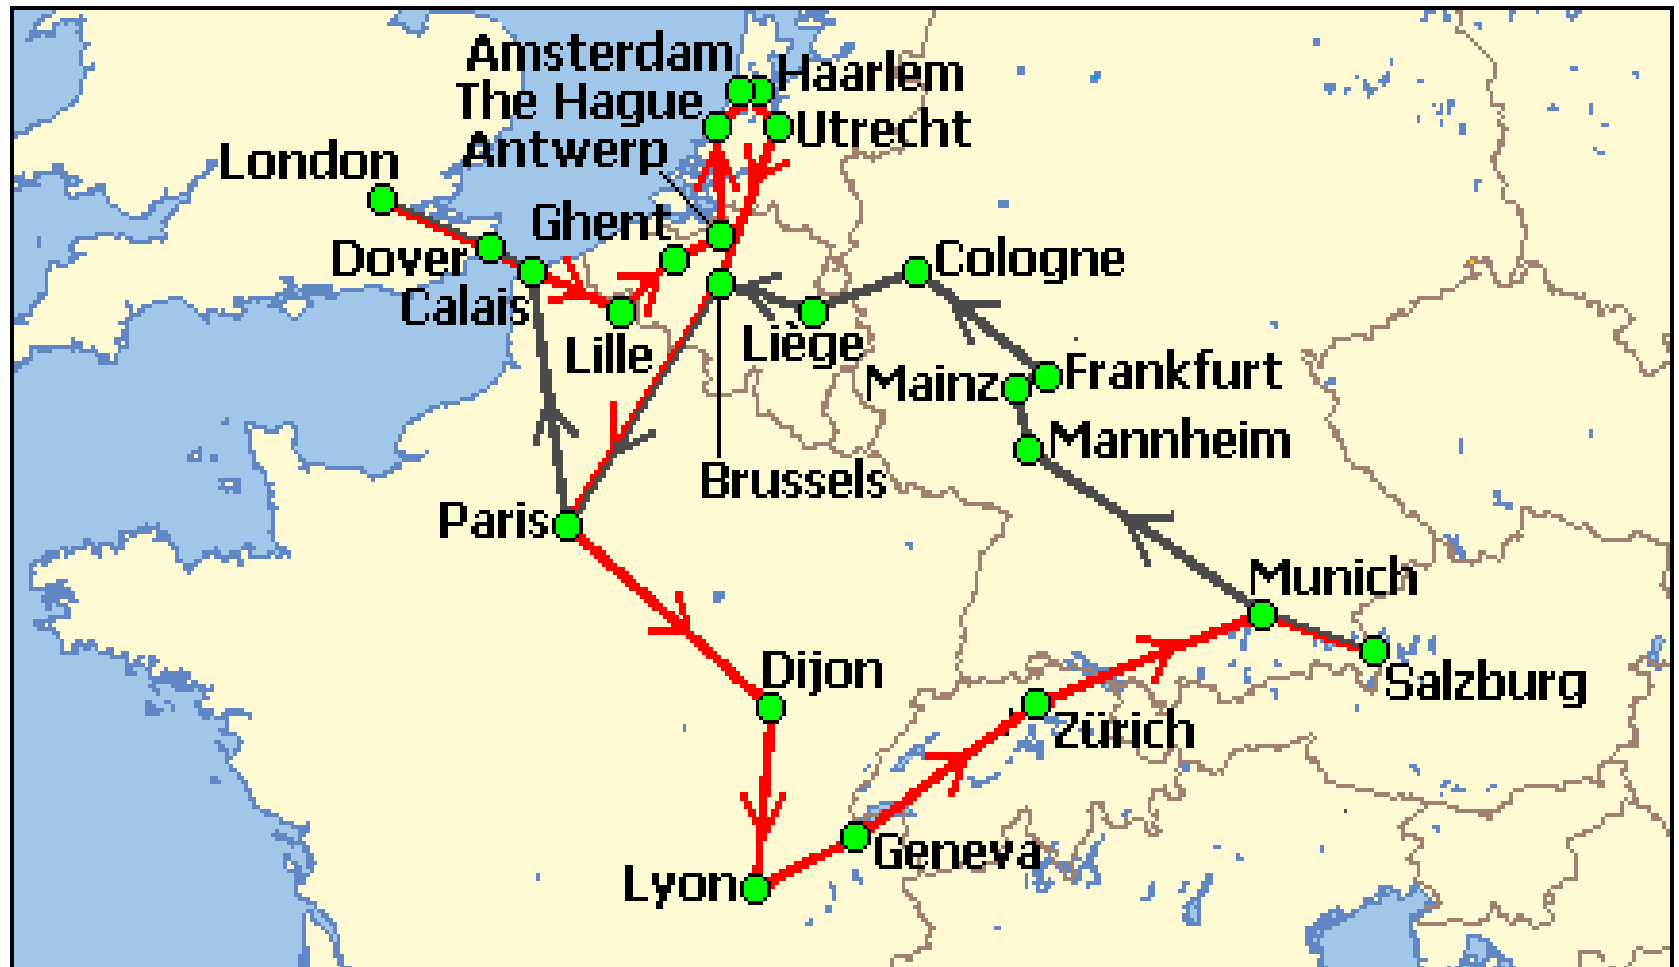 Amsterdam
Haarlem
The Hague
Utrecht
Antwerp
London
Ghent
Dover
Cologne
Calais
Lille
Liège
Mainz
Frankfurt
Mannheim
Brussels
Paris
Munich
Dijon
Salzburg
Zürich
Geneva
Lyon